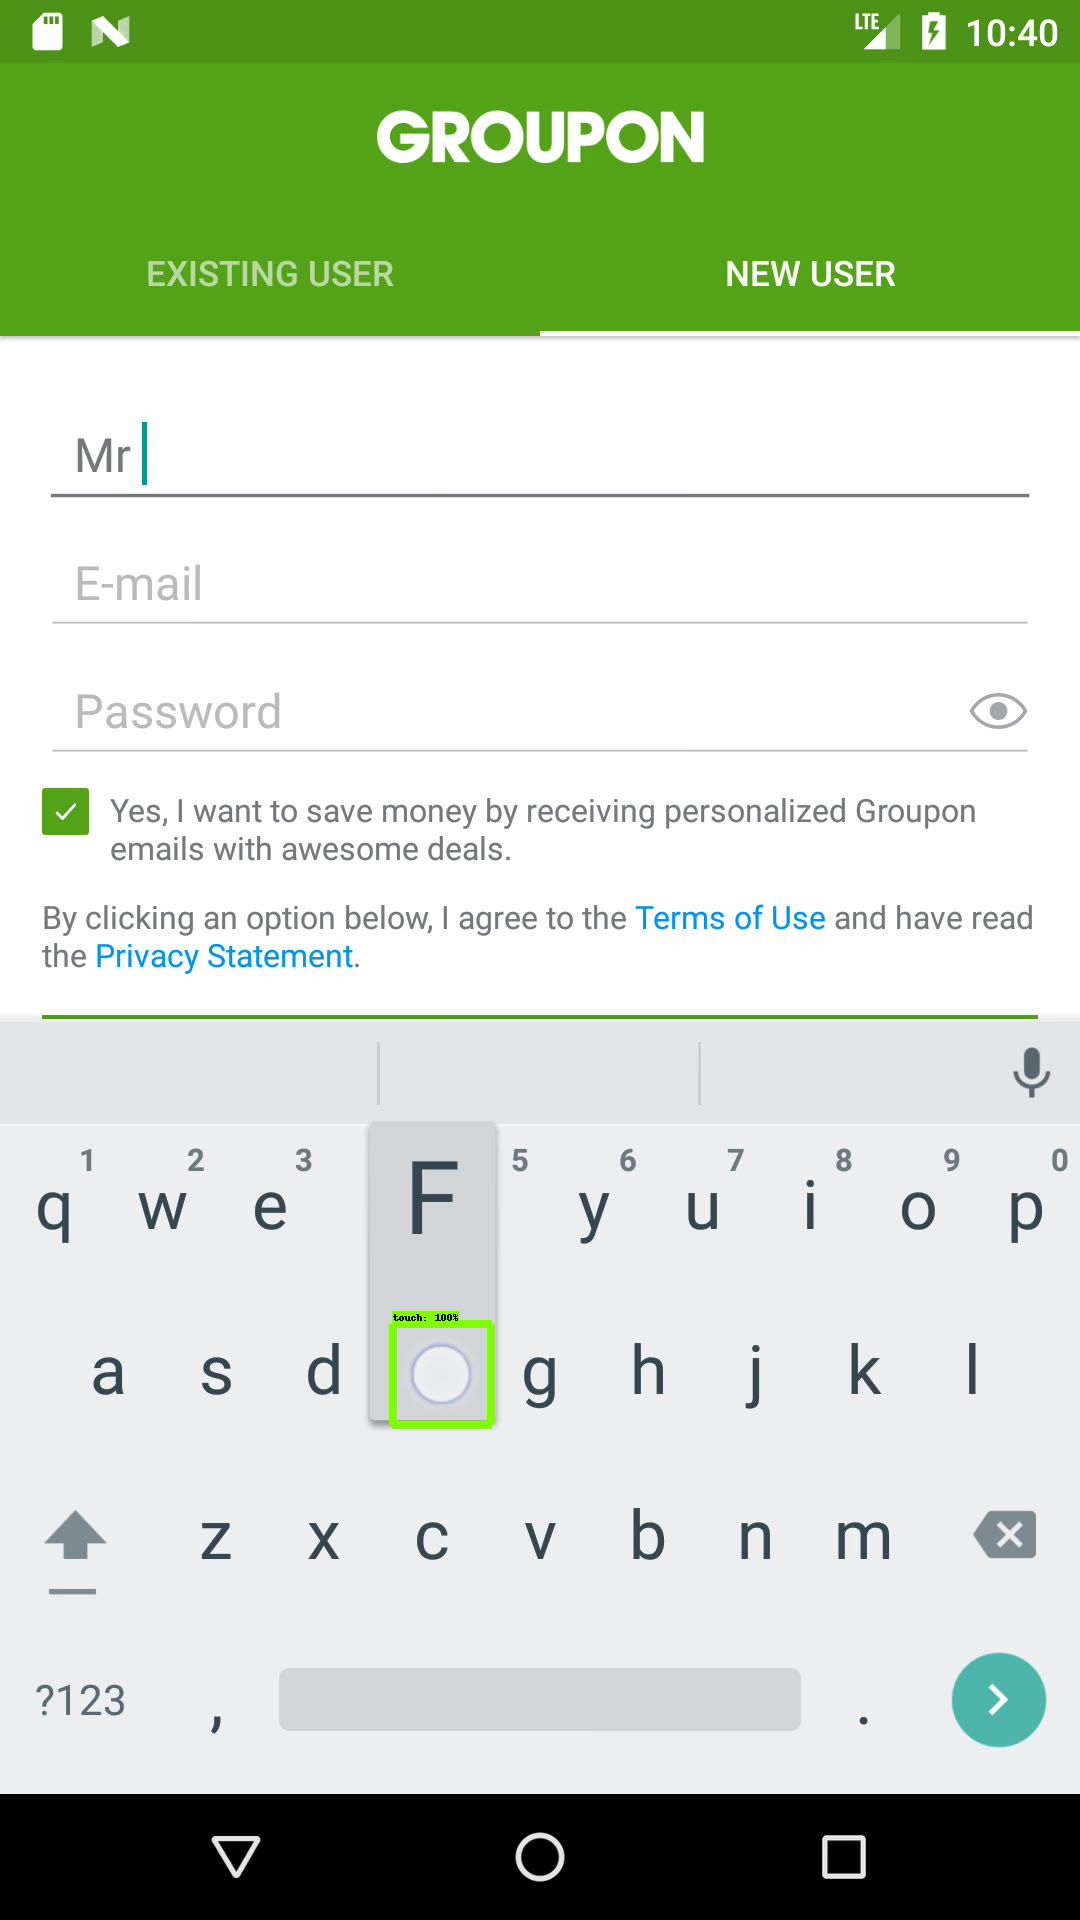 LTE 10:40
GROUPON
EXISTING USER NEW USER
Mr
E-mail
Password
Yes, I want to save money by receiving personalized Groupon
emails with awesome deals.
By clicking an option below, I agree to the Terms of Use and have read
the Privacy Statement.
1 2 3 5 6 7 8 9 0
q w e F y u i o p
touch: 100%
a s d g h j k l
z x c v b n m
?123 , .